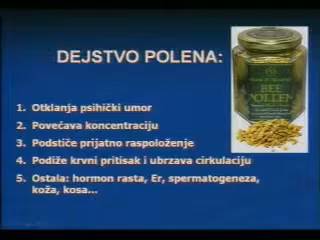 DEJSTVO POLENA:
1. Otklanja psihički umor
2. Povećava koncentraciju
3. Podstiče prijatno raspoloženje
4. Podiže krvni pritisak i ubrzava cirkulaciju
5. Ostala: hormon rasta, Er, spermatogeneza,
koža, kosa...
BEE
POLLEN